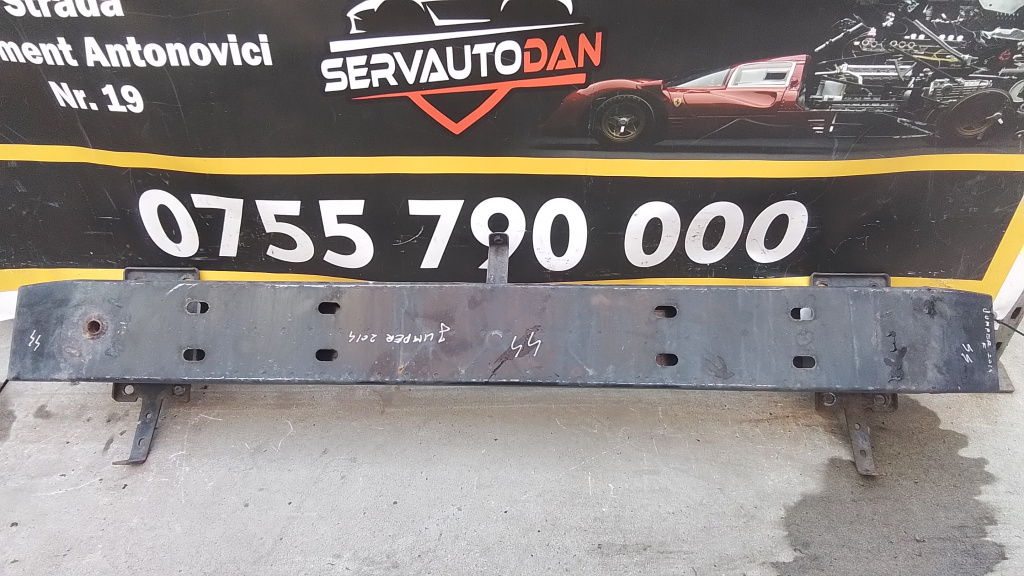 Strada
ment Antonovici
Nr. 19
SERVAUTODAN
0755 790 000
JUMPER 2014